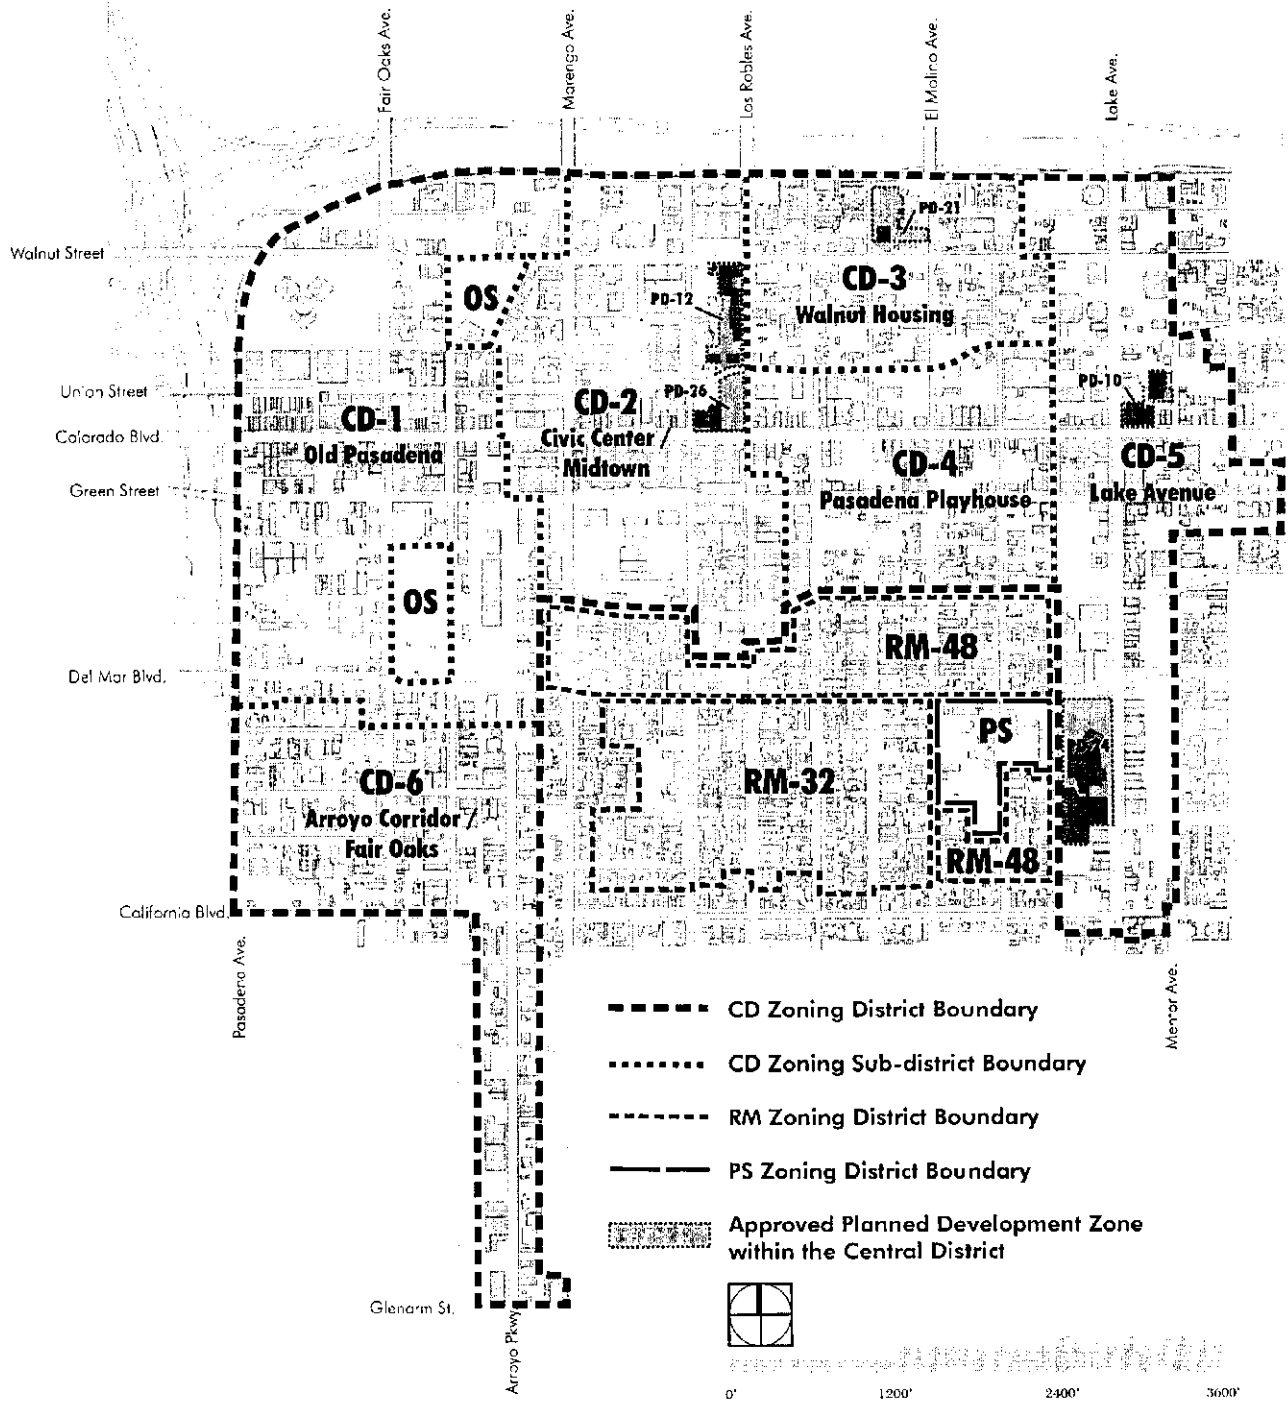 Fair Oaks Ave.
Marengo Ave.
Los Robles Ave.
El Molino Ave.
Lake Ave.
Walnut Street
Union Street
Colorado Blvd.
Green Street
Del Mar Blvd.
California Blvd.
Glenarm St.
Pasadena Ave.
Arroyo Pkwy.
Mentor Ave.
OS
PD-21
CD-3
Walnut Housing
PD-12
PD-26
PD-10
CD-1
Old Pasadena
CD-2
Civic Center
Midtown
CD-4
Pasadena Playhouse
CD-5
Lake Avenue
OS
RM-48
PS
RM-32
RM-48
CD-6
Arroyo Corridor /
Fair Oaks
CD Zoning District Boundary
CD Zoning Sub-district Boundary
RM Zoning District Boundary
PS Zoning District Boundary
Approved Planned Development Zone
within the Central District
0' 1200' 2400' 3600'